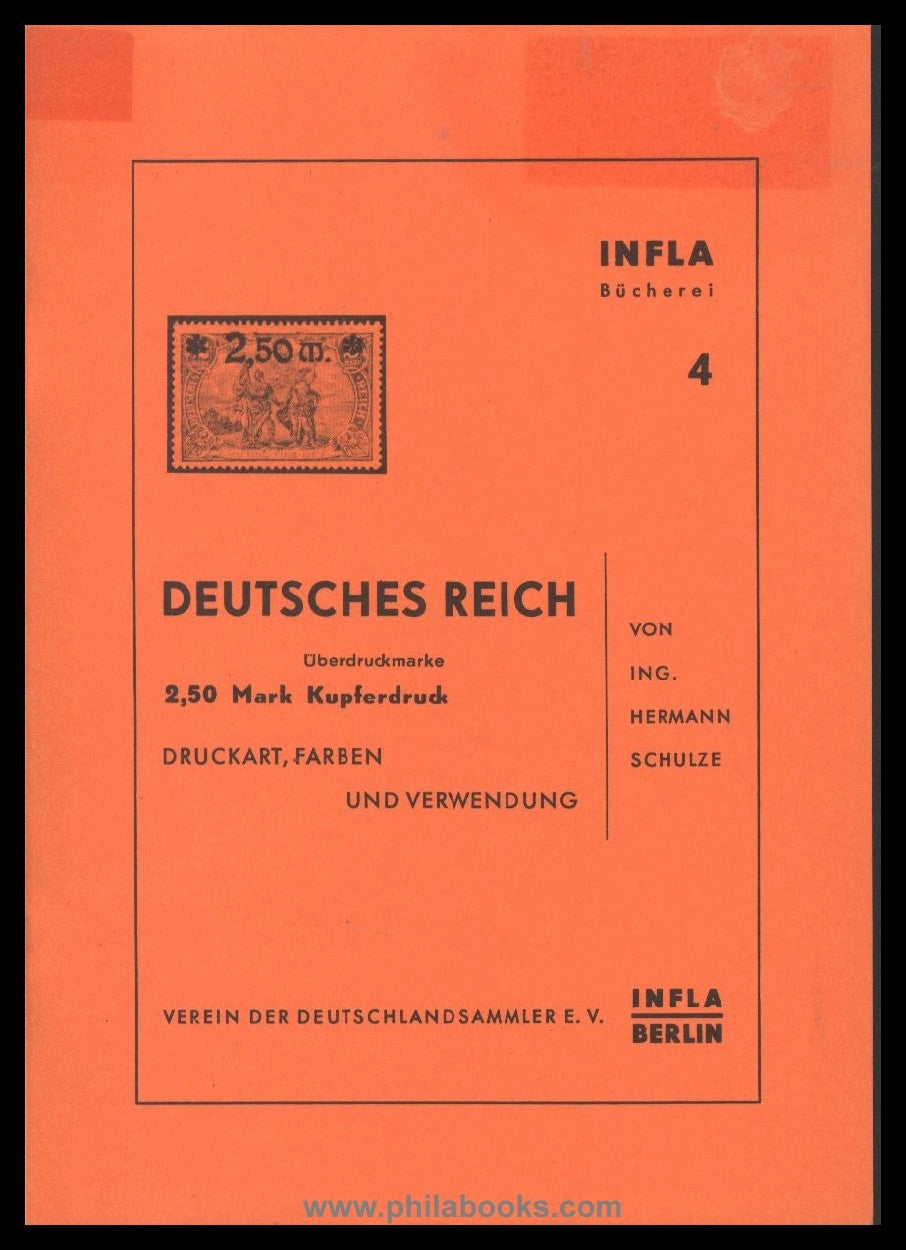 INFLA
Bücherei
4
2,50 M.
DEUTSCHES REICH
Überdruckmarke
2,50 Mark Kupferdruck
DRUCKART, FARBEN
UND VERWENDUNG
VON
ING.
HERMANN
SCHULZE
VEREIN DER DEUTSCHLANDSAMMLER E. V.
INFLA
BERLIN
www.philabooks.com